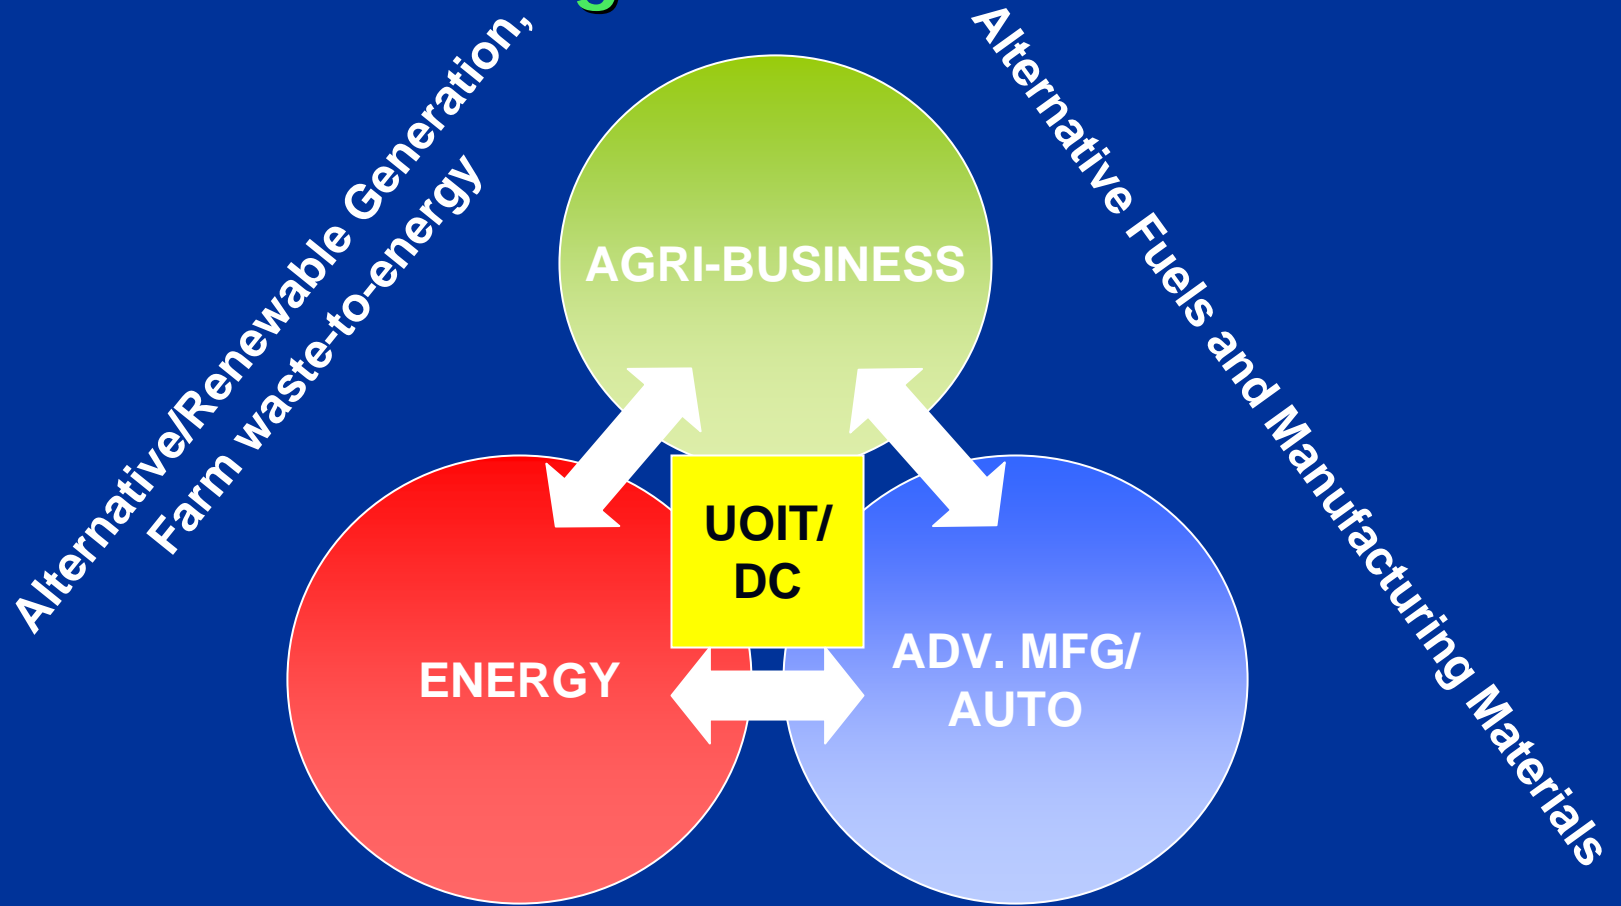 Alternative/Renewable Generation,
Farm waste-to-energy
Alternative Fuels and Manufacturing Materials
AGRI-BUSINESS
UOIT/
DC
ENERGY
ADV. MFG/
AUTO